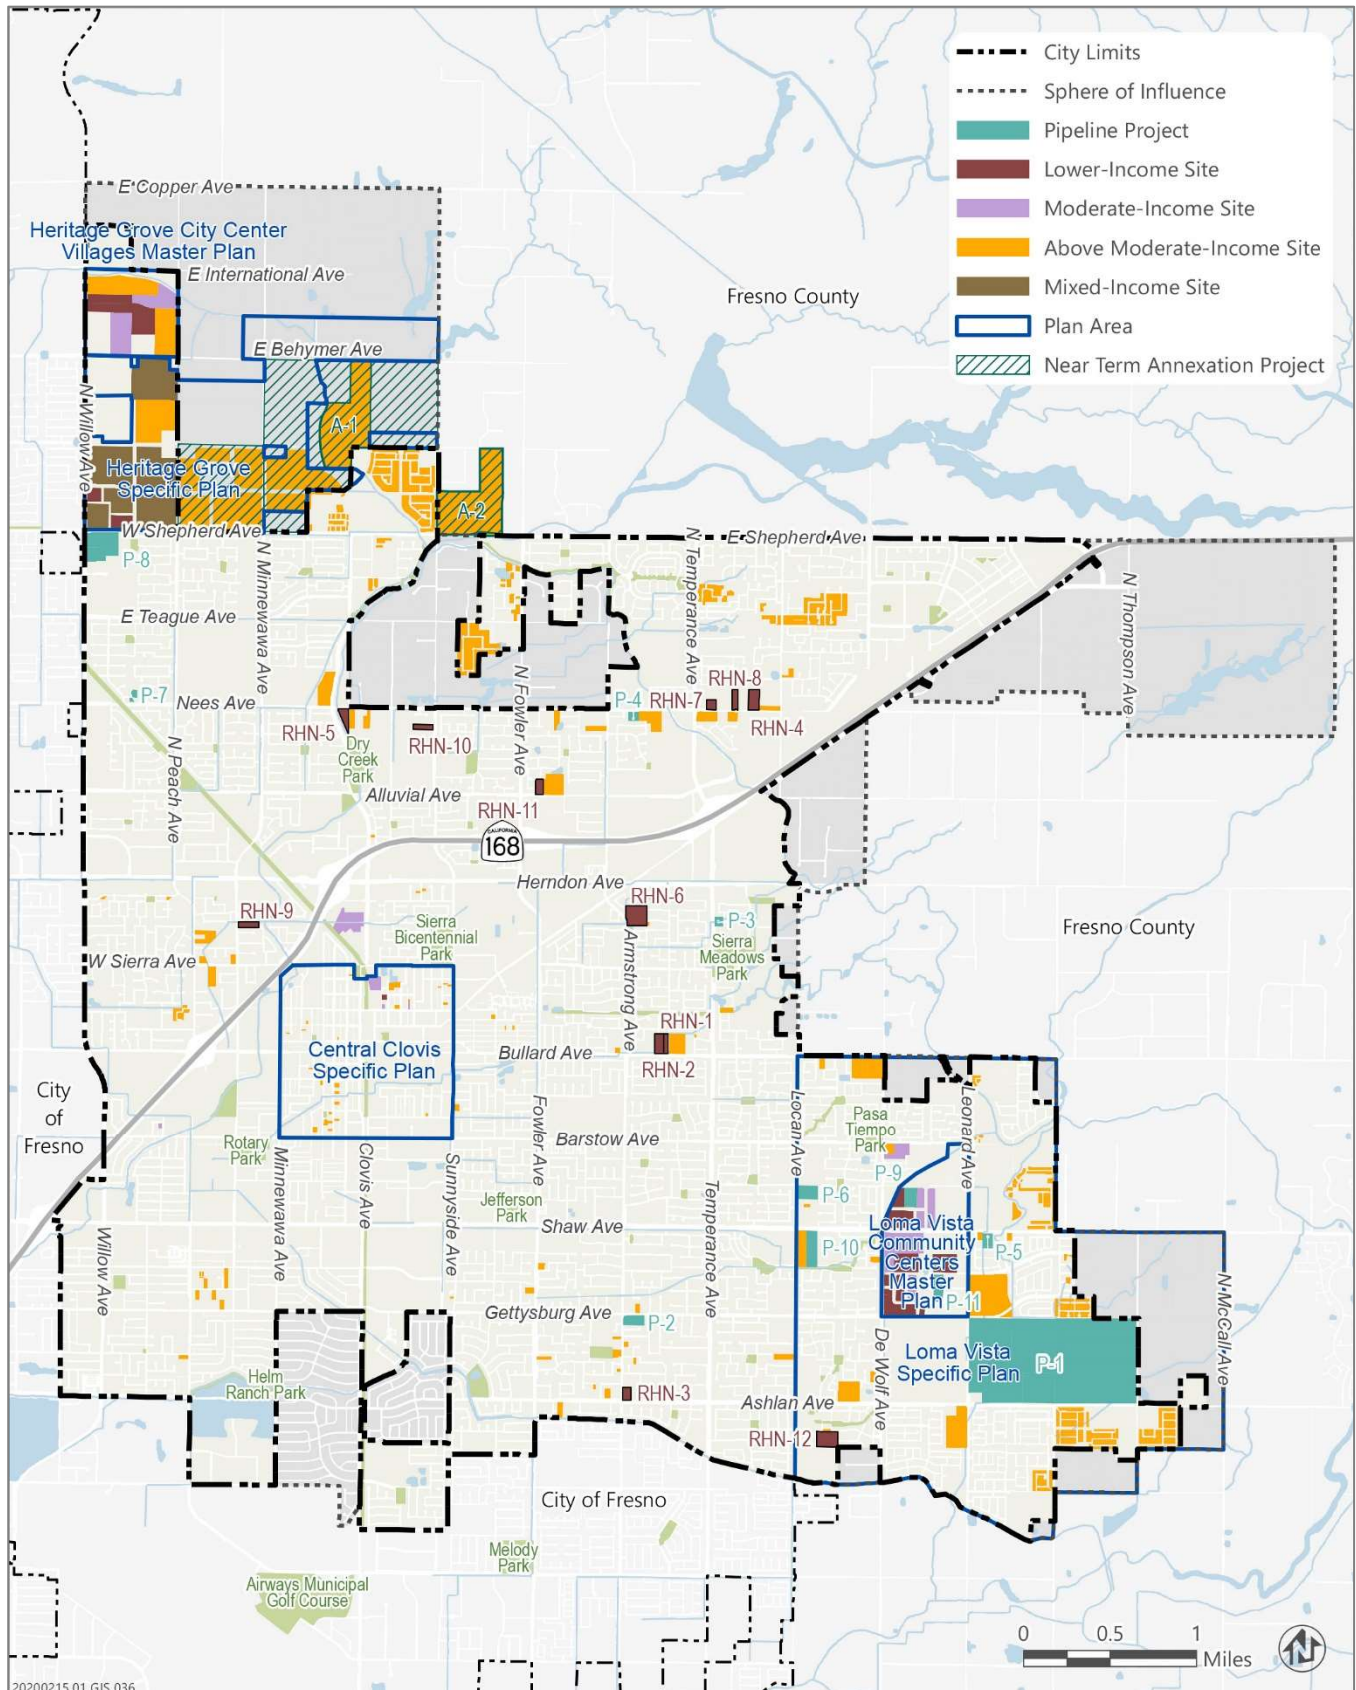 City Limits
Sphere of Influence
Pipeline Project
Lower-Income Site
Moderate-Income Site
Above Moderate-Income Site
Mixed-Income Site
Plan Area
Near Term Annexation Project
E Copper Ave
Heritage Grove City Center
Villages Master Plan
E International Ave
Fresno County
E Behymer Ave
N Willow Ave
A-1
Heritage Grove
Specific Plan
A-2
W Shepherd Ave
E Shepherd Ave
P-8
N Minnewawa Ave
N Temperance Ave
N Thompson Ave
E Teague Ave
P-7
Nees Ave
N Peach Ave
N Fowler Ave
RHN-8
RHN-7
P-4
RHN-4
RHN-5
RHN-10
Dry
Creek
Park
Alluvial Ave
RHN-11
CALIFORNIA
168
Herndon Ave
RHN-6
RHN-9
P-3
Sierra
Bicentennial
Park
Armstrong Ave
Sierra
Meadows
Park
Fresno County
W Sierra Ave
RHN-1
Central Clovis
Specific Plan
Bullard Ave
RHN-2
City
of
Fresno
Locan Ave
Leonard Ave
Pasa
Tiempo
Park
Fowler Ave
Barstow Ave
Rotary
Park
Minnewawa Ave
Clovis Ave
Sunnyside Ave
P-9
P-6
Jefferson
Park
Temperance Ave
Shaw Ave
Willow Ave
P-10
Loma Vista
Community
Centers
Master
Plan
P-5
P-11
N McCall Ave
Gettysburg Ave
P-2
De Wolf Ave
Loma Vista
Specific Plan
P-1
Helm
Ranch Park
RHN-3
Ashlan Ave
RHN-12
City of Fresno
Melody
Park
Airways Municipal
Golf Course
0 0.5 1
Miles
N
20200215.01 GIS 036